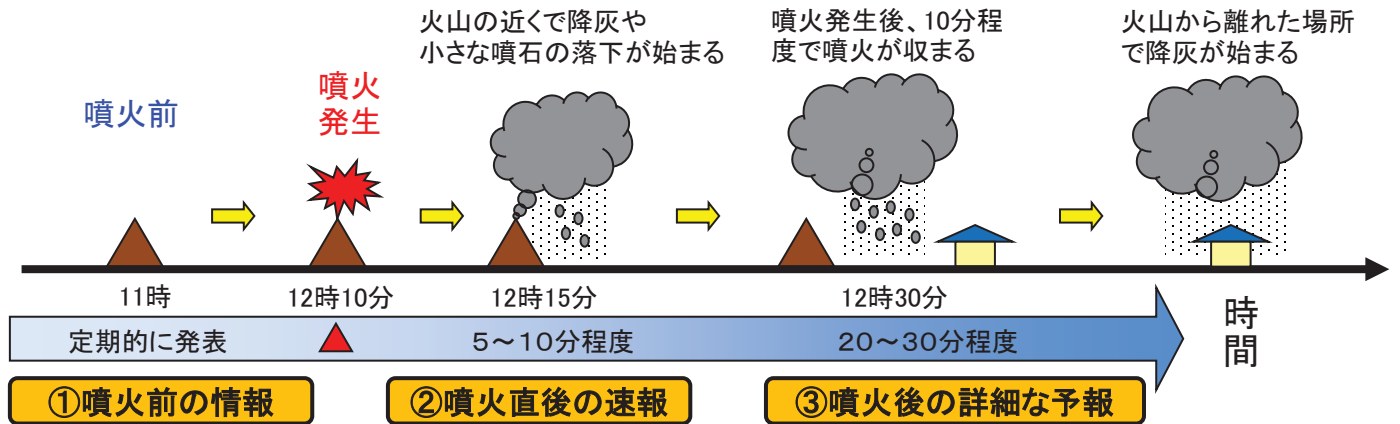 噴火前
噴火
発生
火山の近くで降灰や
小さな噴石の落下が始まる
噴火発生後、10分程
度で噴火が収まる
火山から離れた場所
で降灰が始まる
11時
12時10分
12時15分
12時30分
時
間
定期的に発表
5～10分程度
20～30分程度
①噴火前の情報
②噴火直後の速報
③噴火後の詳細な予報